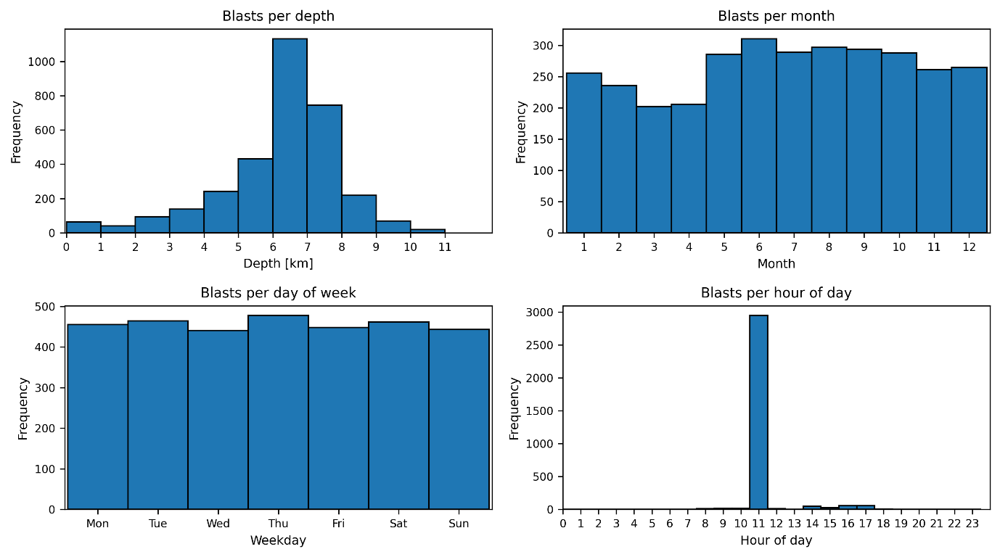 Blasts per depth
Frequency
1000
800
600
400
200
0
0 1 2 3 4 5 6 7 8 9 10 11
Depth [km]
Blasts per month
Frequency
300
250
200
150
100
50
0
1 2 3 4 5 6 7 8 9 10 11 12
Month
Blasts per day of week
Frequency
500
400
300
200
100
0
Mon Tue Wed Thu Fri Sat Sun
Weekday
Blasts per hour of day
Frequency
3000
2500
2000
1500
1000
500
0
0 1 2 3 4 5 6 7 8 9 10 11 12 13 14 15 16 17 18 19 20 21 22 23
Hour of day